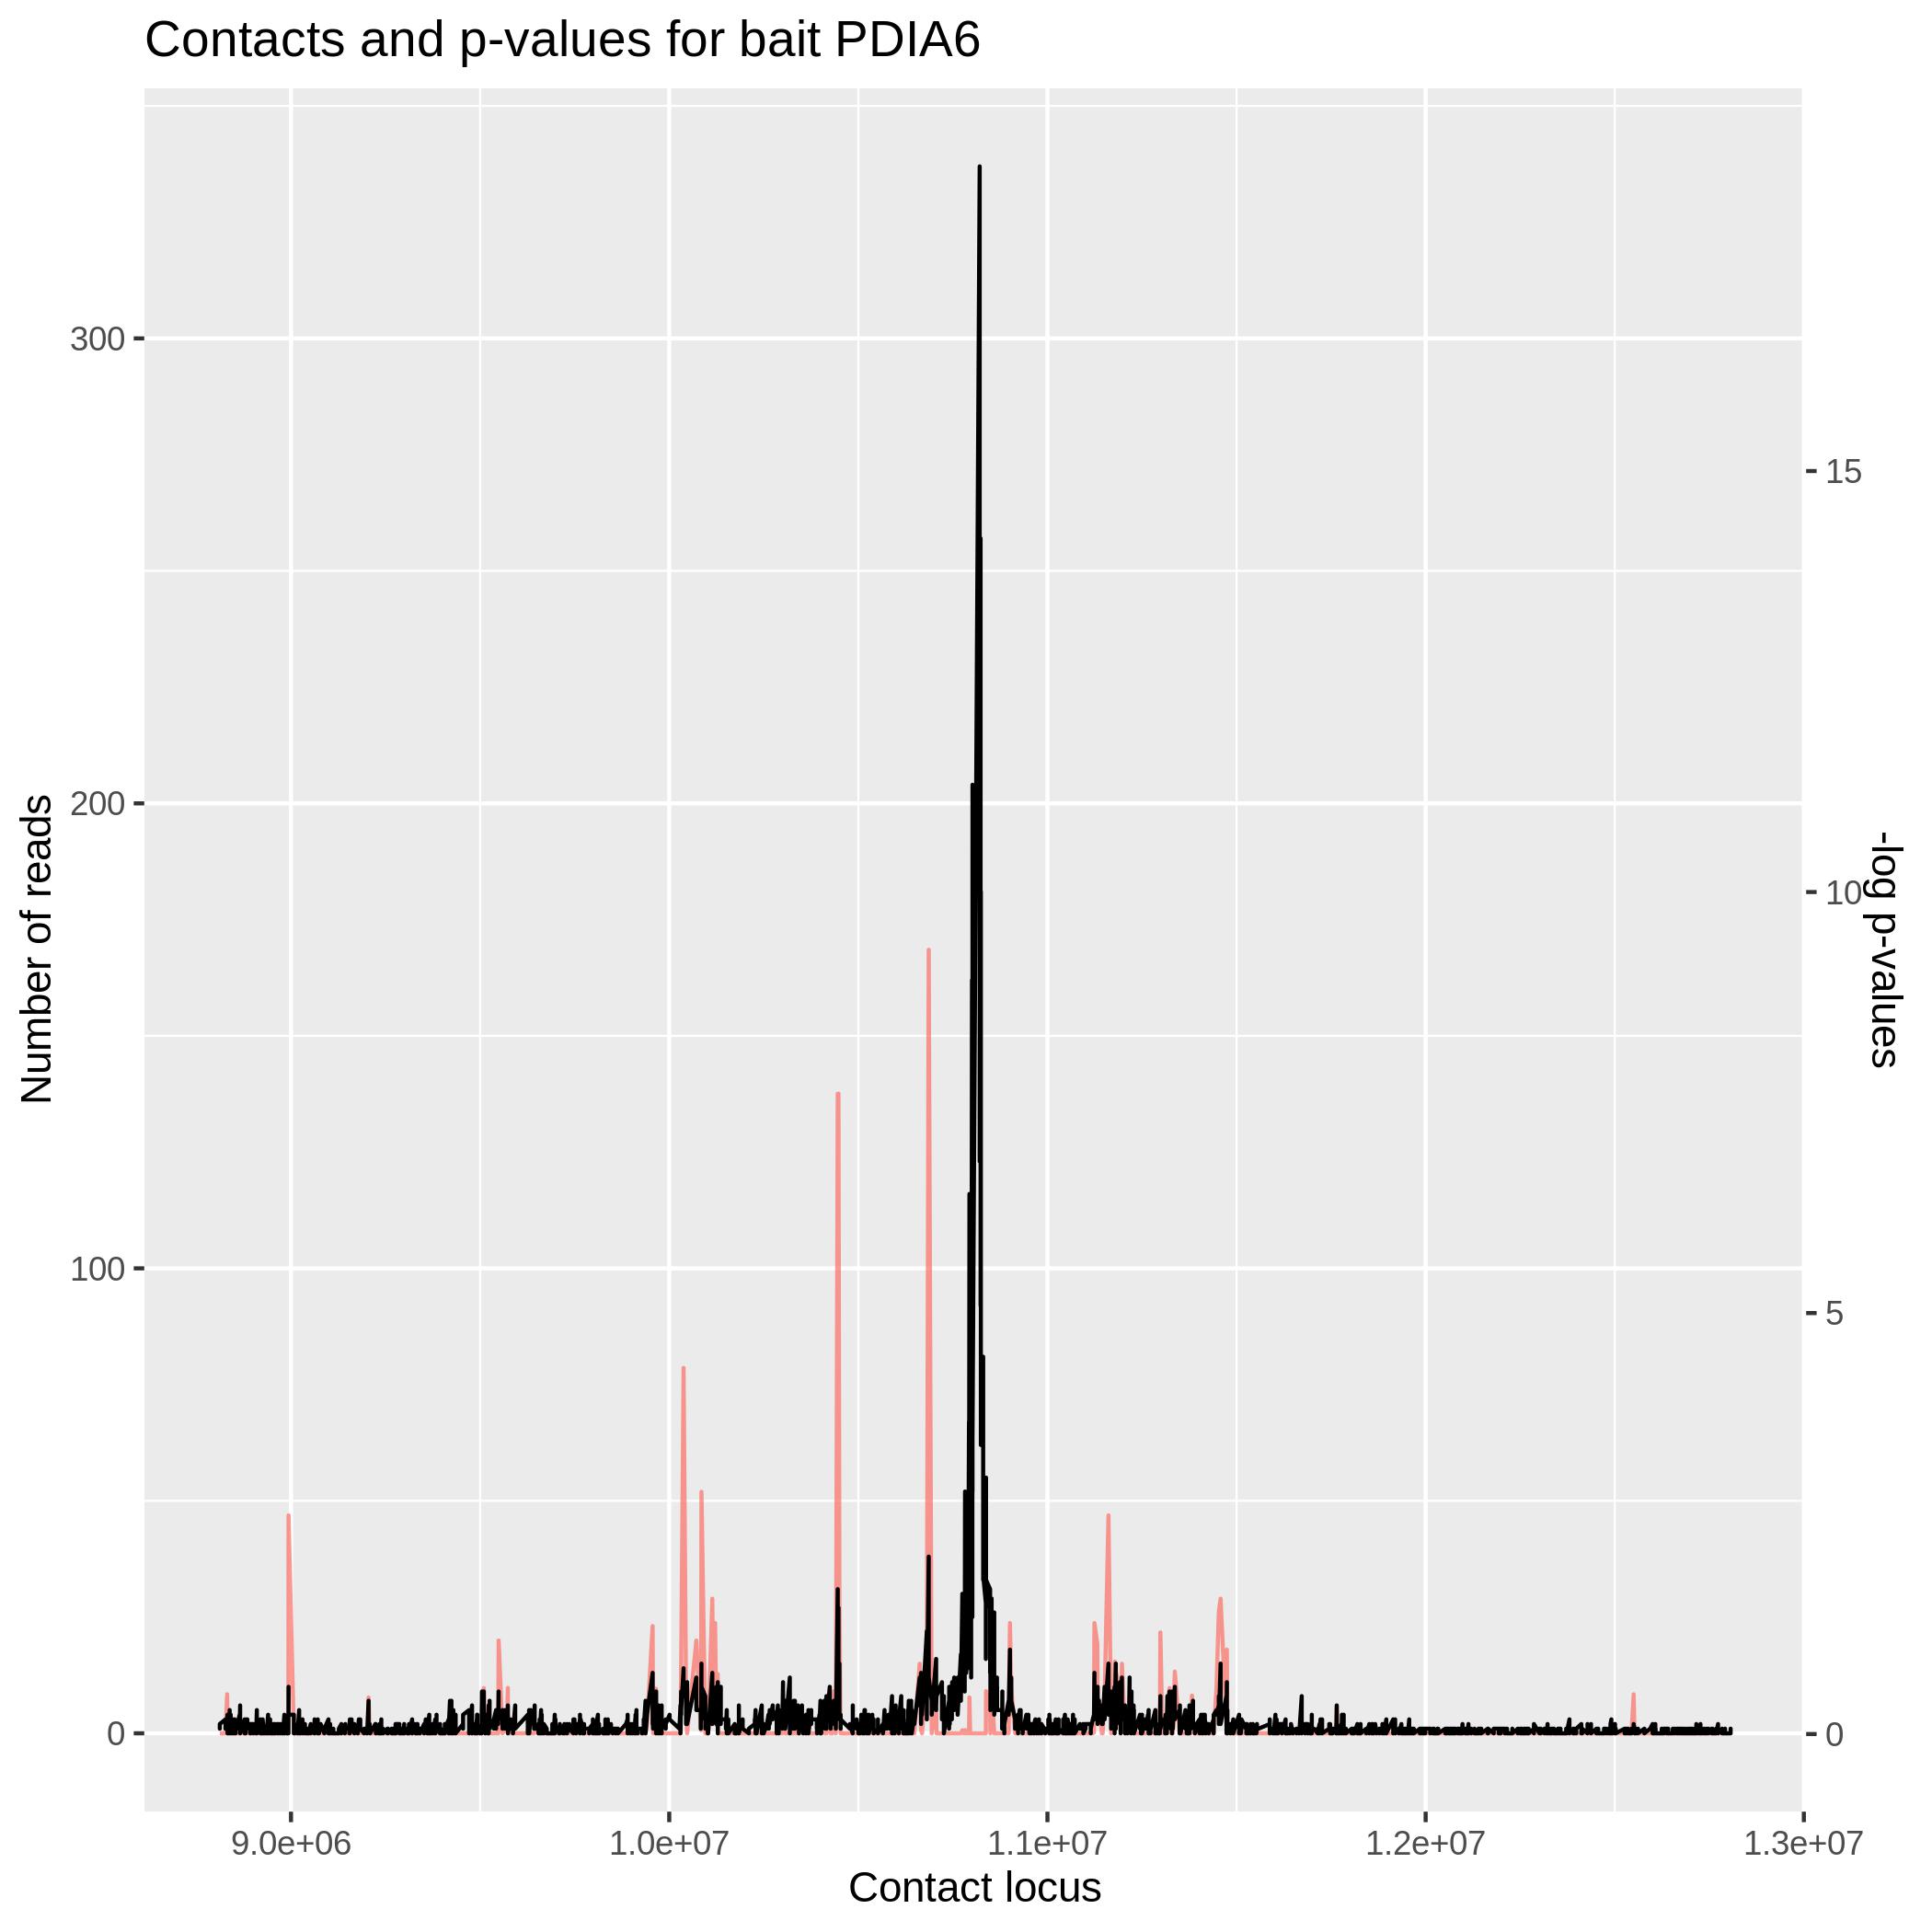 Contacts and p-values for bait PDIA6
Number of reads
300
200
100
0
15
10
5
0
-log p-values
9.0e+06
1.0e+07
1.1e+07
1.2e+07
1.3e+07
Contact locus